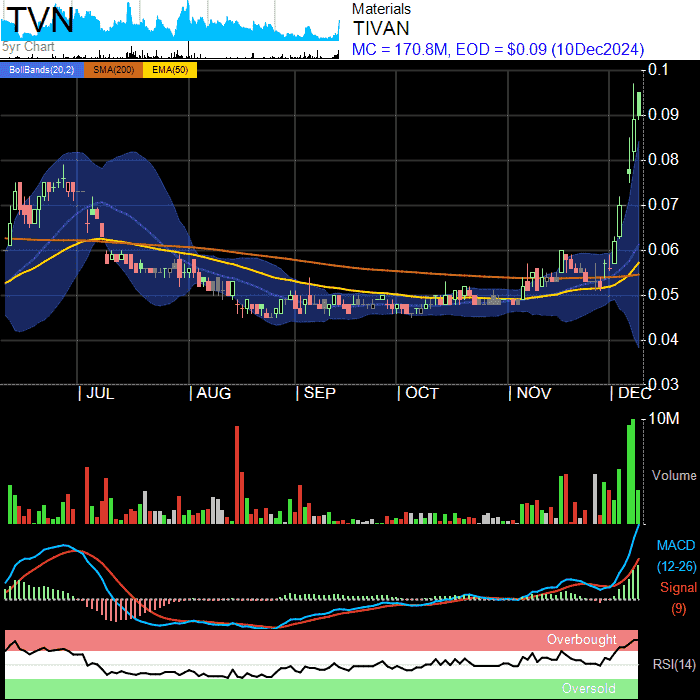 TVN
5yr Chart
Materials
TIVAN
MC = 170.8M, EOD = $0.09 (10Dec2024)
BollBands(20,2) SMA(200) EMA(50)
0.1
0.09
0.08
0.07
0.06
0.05
0.04
0.03
JUL AUG SEP OCT NOV DEC
10M
Volume
MACD
(12-26)
Signal
(9)
Overbought
RSI(14)
Oversold